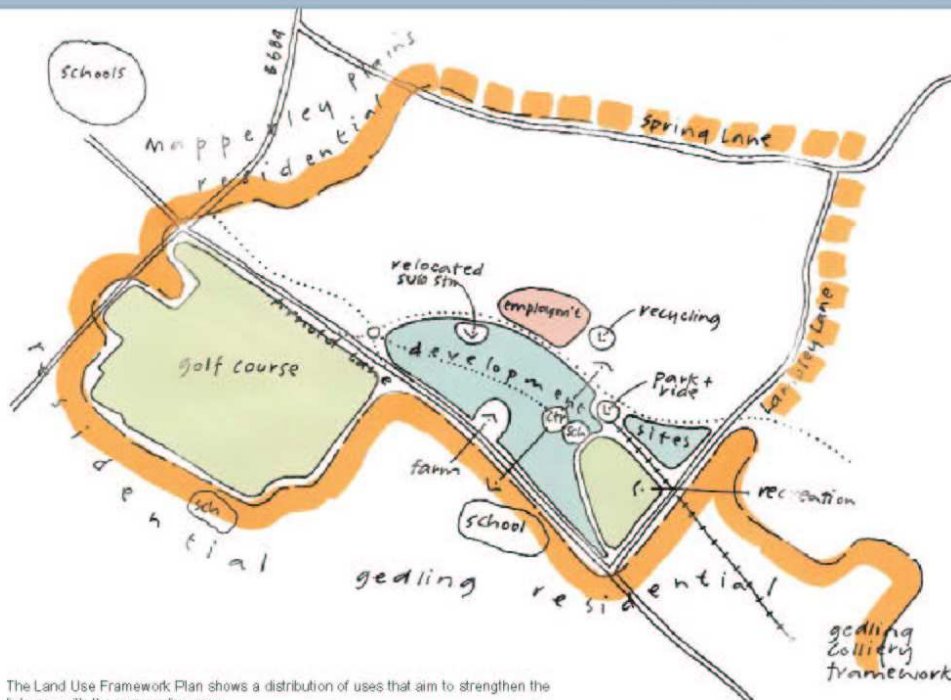 schools
B684
mapperley plains
residential
spring Lane
Lambley Lane
relocated
sub stn
employm't
recycling
golf course
Arnold Lane
development
park +
ride
ctr
sch
sites
farm
recreation
sch
school
residential
gedling residential
gedling
colliery
framework
The Land Use Framework Plan shows a distribution of uses that aim to strengthen the